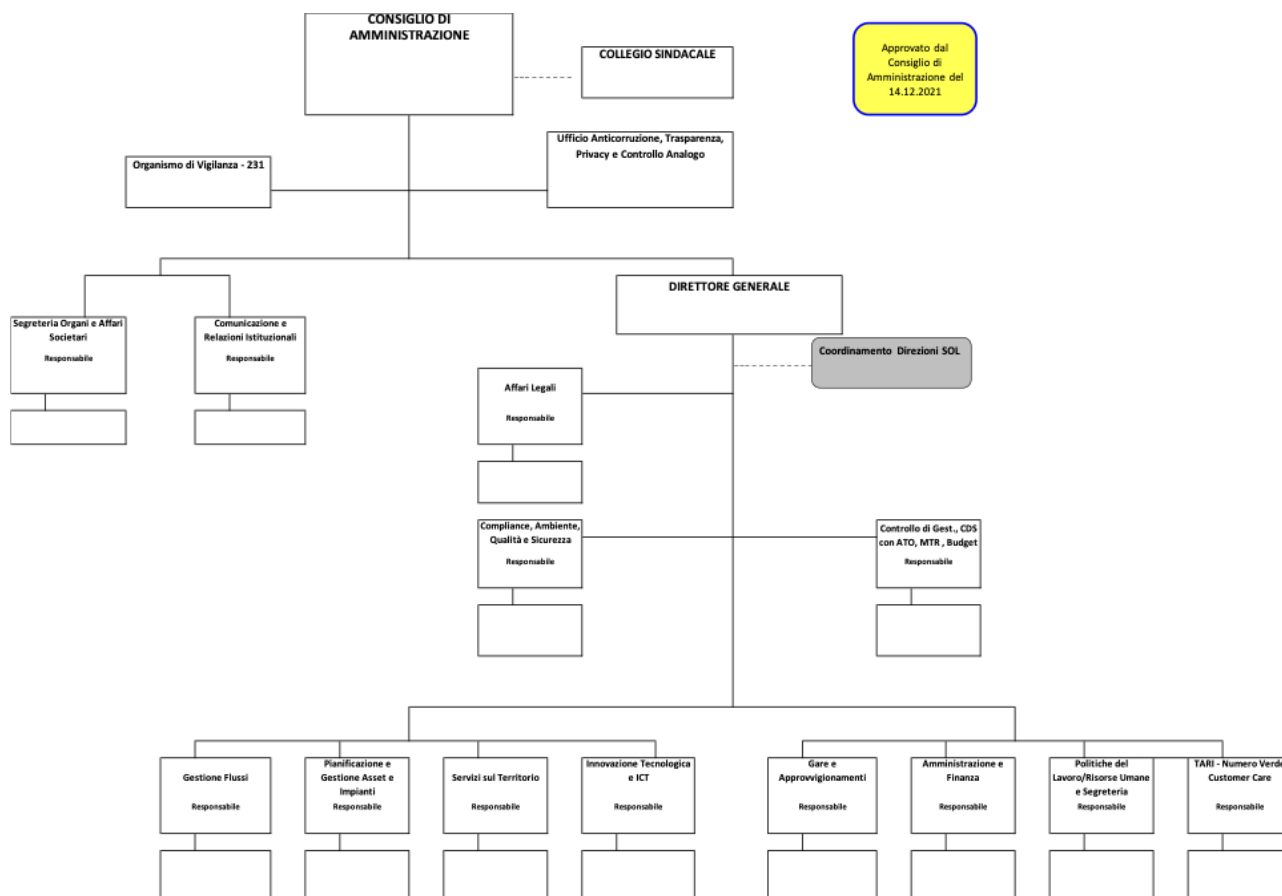 CONSIGLIO DI
AMMINISTRAZIONE
COLLEGIO SINDACALE
Approvato dal
Consiglio di
Amministrazione del
14.12.2021
Ufficio Anticorruzione, Trasparenza,
Privacy e Controllo Analogo
Organismo di Vigilanza - 231
DIRETTORE GENERALE
Segreteria Organi e Affari
Societari
Responsabile
Comunicazione e
Relazioni Istituzionali
Responsabile
Coordinamento Direzioni SOL
Affari Legali
Responsabile
Compliance, Ambiente,
Qualità e Sicurezza
Responsabile
Controllo di Gest., CDS
con ATO, MTR , Budget
Responsabile
Gestione Flussi
Responsabile
Pianificazione e
Gestione Asset e
Impianti
Responsabile
Servizi sul Territorio
Responsabile
Innovazione Tecnologica
e ICT
Responsabile
Gare e
Approvvigionamenti
Responsabile
Amministrazione e
Finanza
Responsabile
Politiche del
Lavoro/Risorse Umane
e Segreteria
Responsabile
TARI - Numero Verde
Customer Care
Responsabile